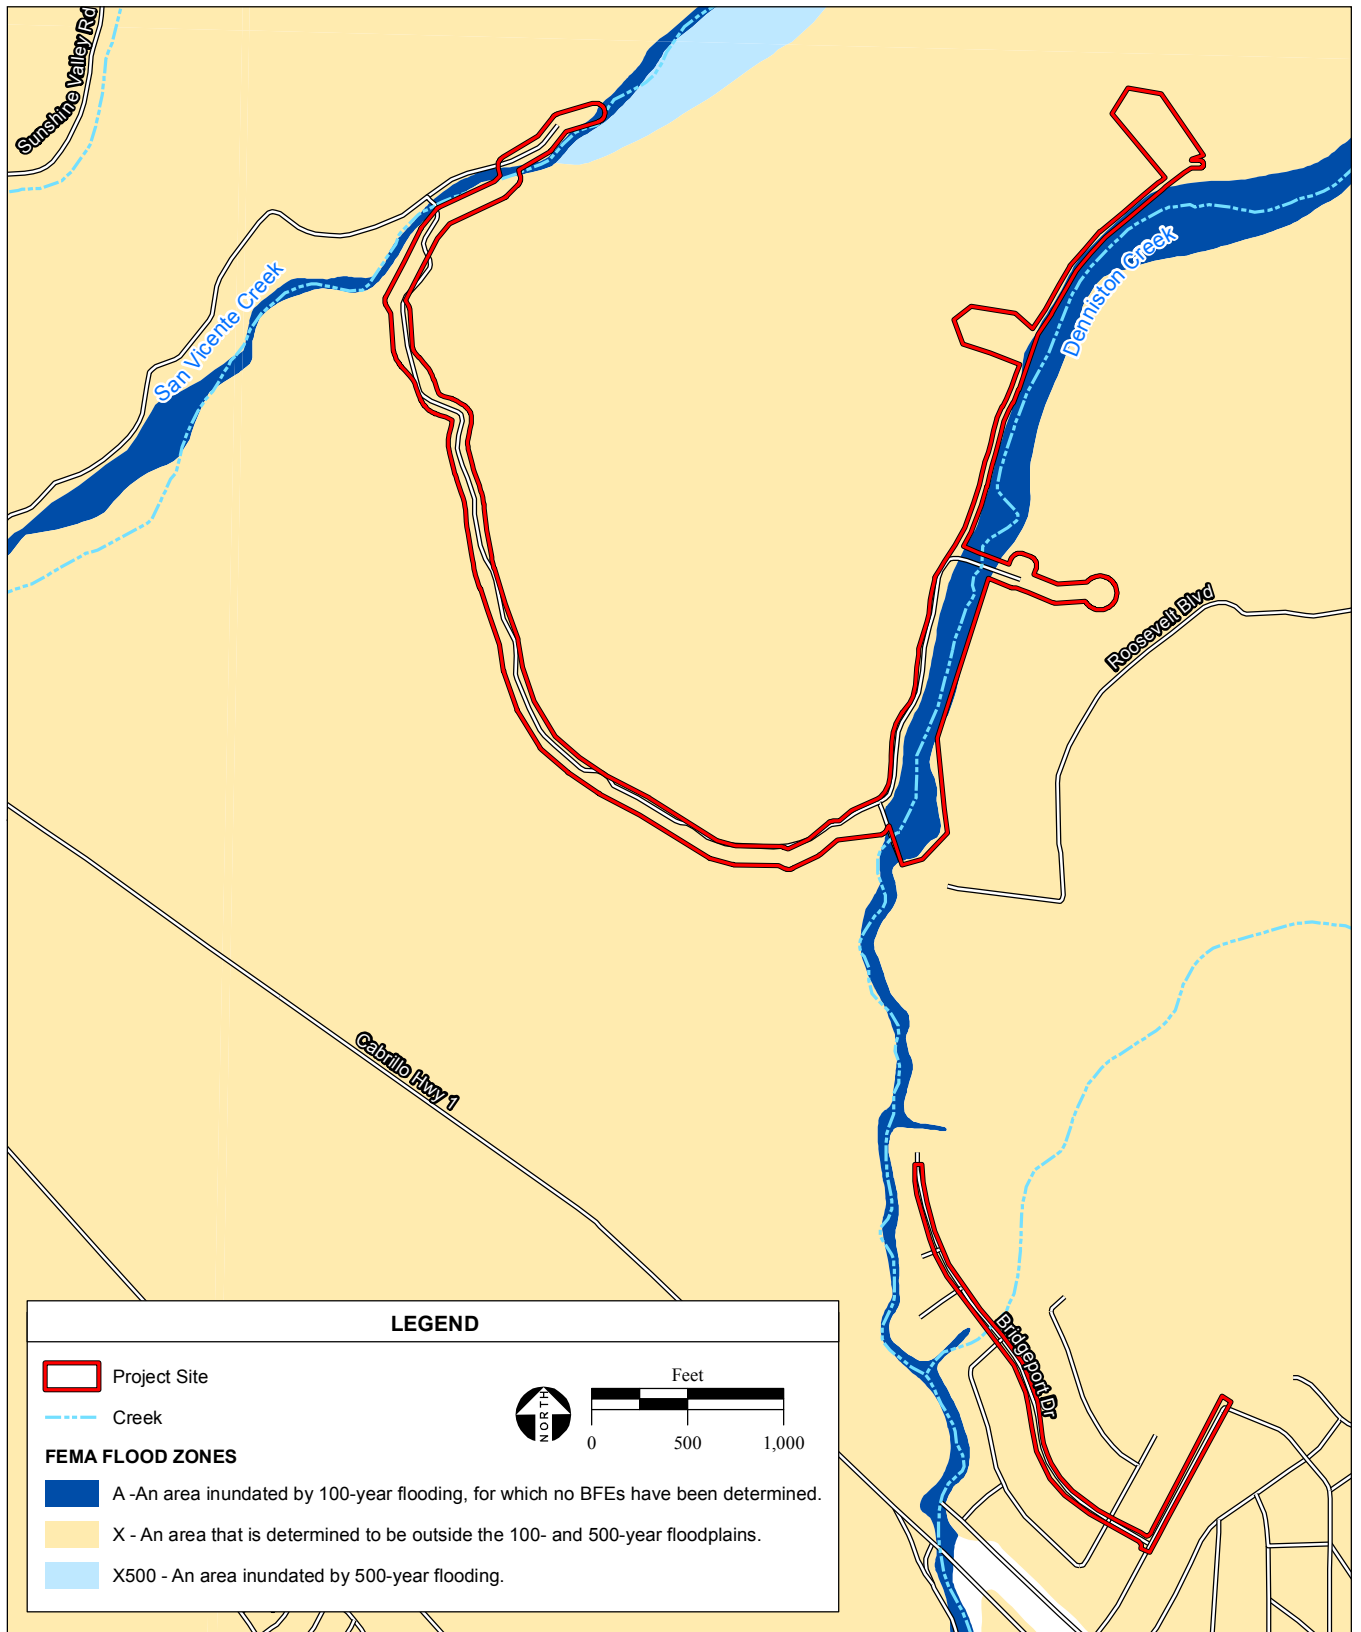 Sunshine Valley Rd
San Vicente Creek
Denniston Creek
Roosevelt Blvd
Cabrillo Hwy 1
Bridgeport Dr
LEGEND
Project Site
Creek
NORTH
Feet
0 500 1,000
FEMA FLOOD ZONES
A -An area inundated by 100-year flooding, for which no BFEs have been determined.
X - An area that is determined to be outside the 100- and 500-year floodplains.
X500 - An area inundated by 500-year flooding.